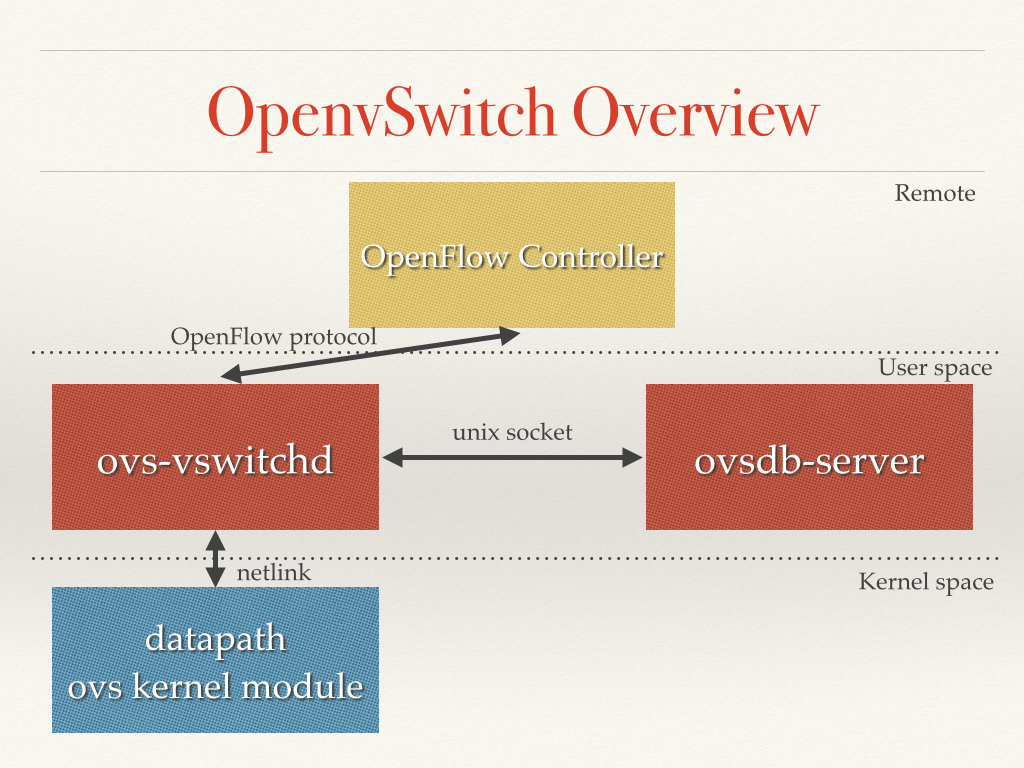 OpenvSwitch Overview
Remote
OpenFlow Controller
OpenFlow protocol
User space
unix socket
ovs-vswitchd
ovsdb-server
netlink
Kernel space
datapath
ovs kernel module